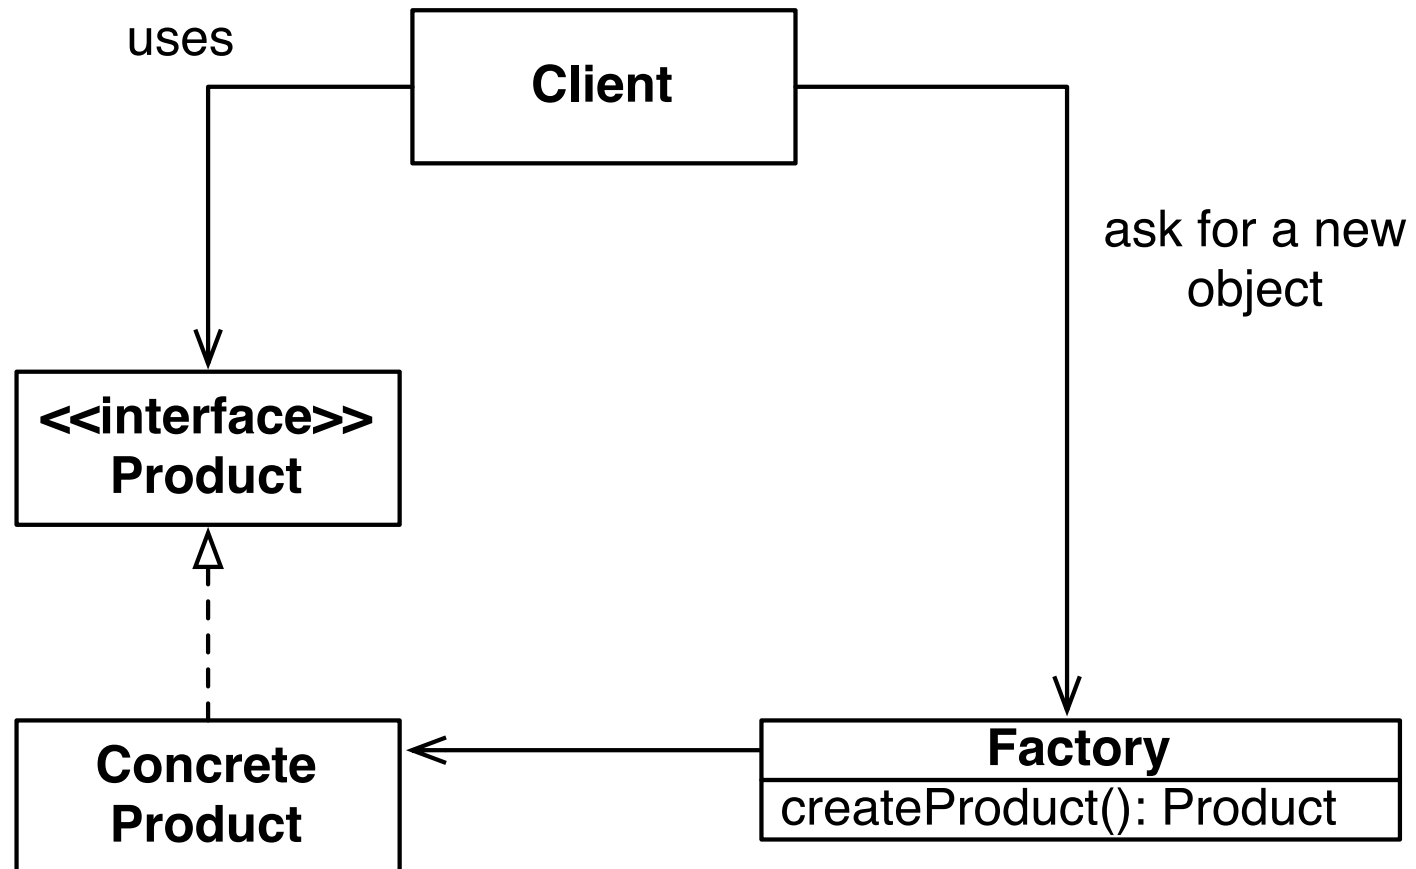 uses
Client
ask for a new
object
<<interface>>
Product
Concrete
Product
Factory
createProduct(): Product